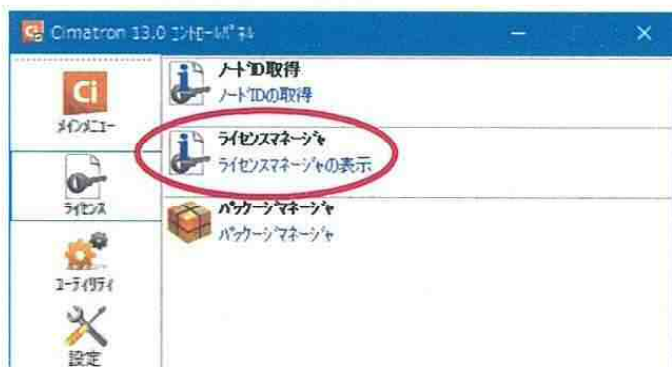 Cimatron 13.0 コントロールパネル
Ci
メインメニュー
ライセンス
ユーティリティ
設定
ノードID取得
ノードIDの取得
ライセンスマネージャ
ライセンスマネージャの表示
パッケージマネージャ
パッケージマネージャ